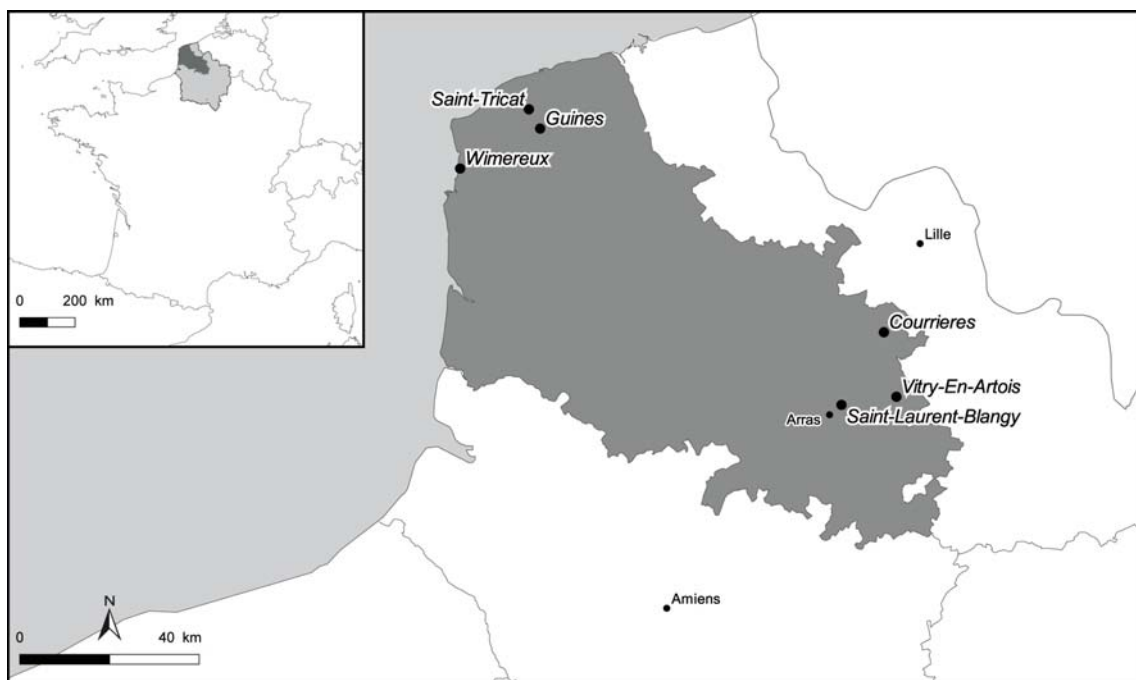 0 200 km
Saint-Tricat
Guines
Wimereux
Lille
Courrieres
Vitry-En-Artois
Arras
Saint-Laurent-Blangy
Amiens
N
0 40 km